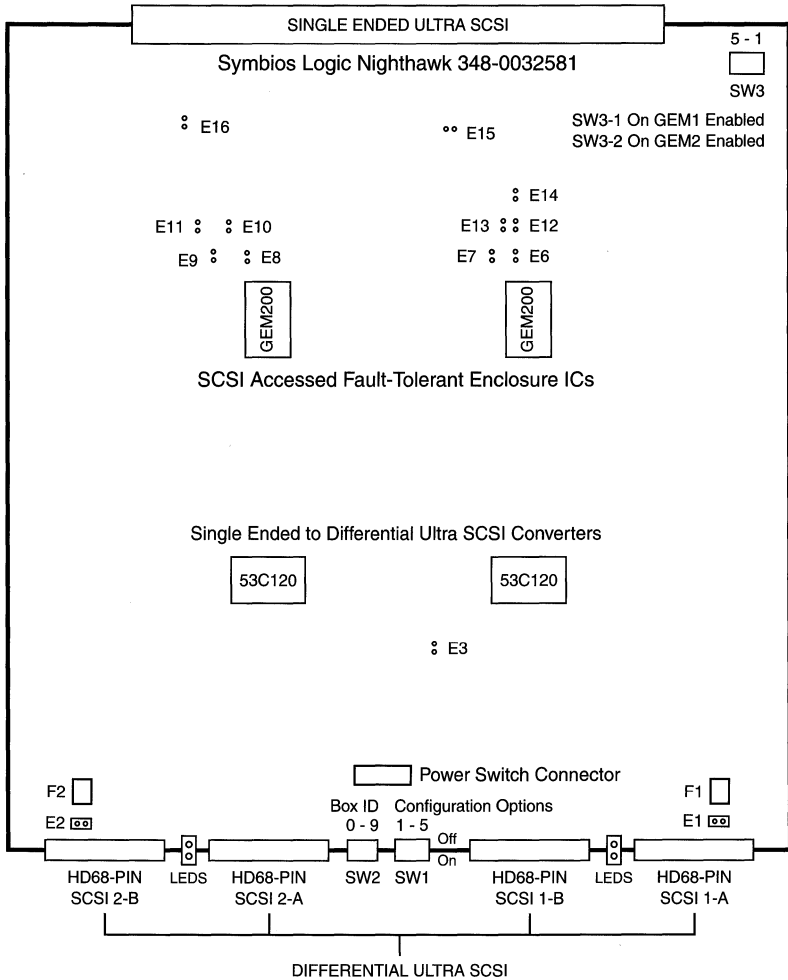 SINGLE ENDED ULTRA SCSI
Symbios Logic Nighthawk 348-0032581
5 - 1
SW3
SW3-1 On GEM1 Enabled
SW3-2 On GEM2 Enabled
E16
E15
E14
E11
E10
E13
E12
E9
E8
E7
E6
GEM200
GEM200
SCSI Accessed Fault-Tolerant Enclosure ICs
Single Ended to Differential Ultra SCSI Converters
53C120
53C120
E3
Power Switch Connector
F2
F1
Box ID
Configuration Options
E2
0 - 9
1 - 5
E1
Off
On
HD68-PIN
SCSI 2-B
LEDS
HD68-PIN
SCSI 2-A
SW2
SW1
HD68-PIN
SCSI 1-B
LEDS
HD68-PIN
SCSI 1-A
DIFFERENTIAL ULTRA SCSI